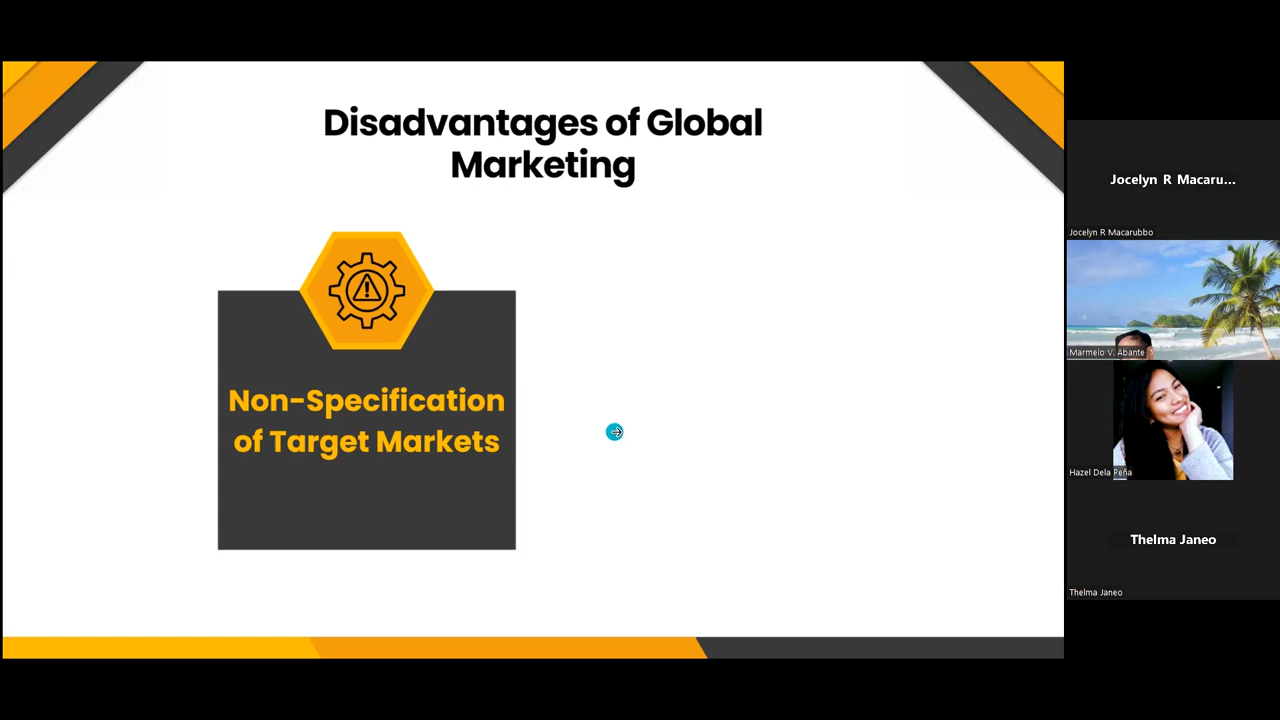 Disadvantages of Global
Marketing
Non-Specification
of Target Markets
Jocelyn R Macaru...
Jocelyn R Macarubbo
Marmelo V. Abante
Hazel Dela Peña
Thelma Janeo
Thelma Janeo